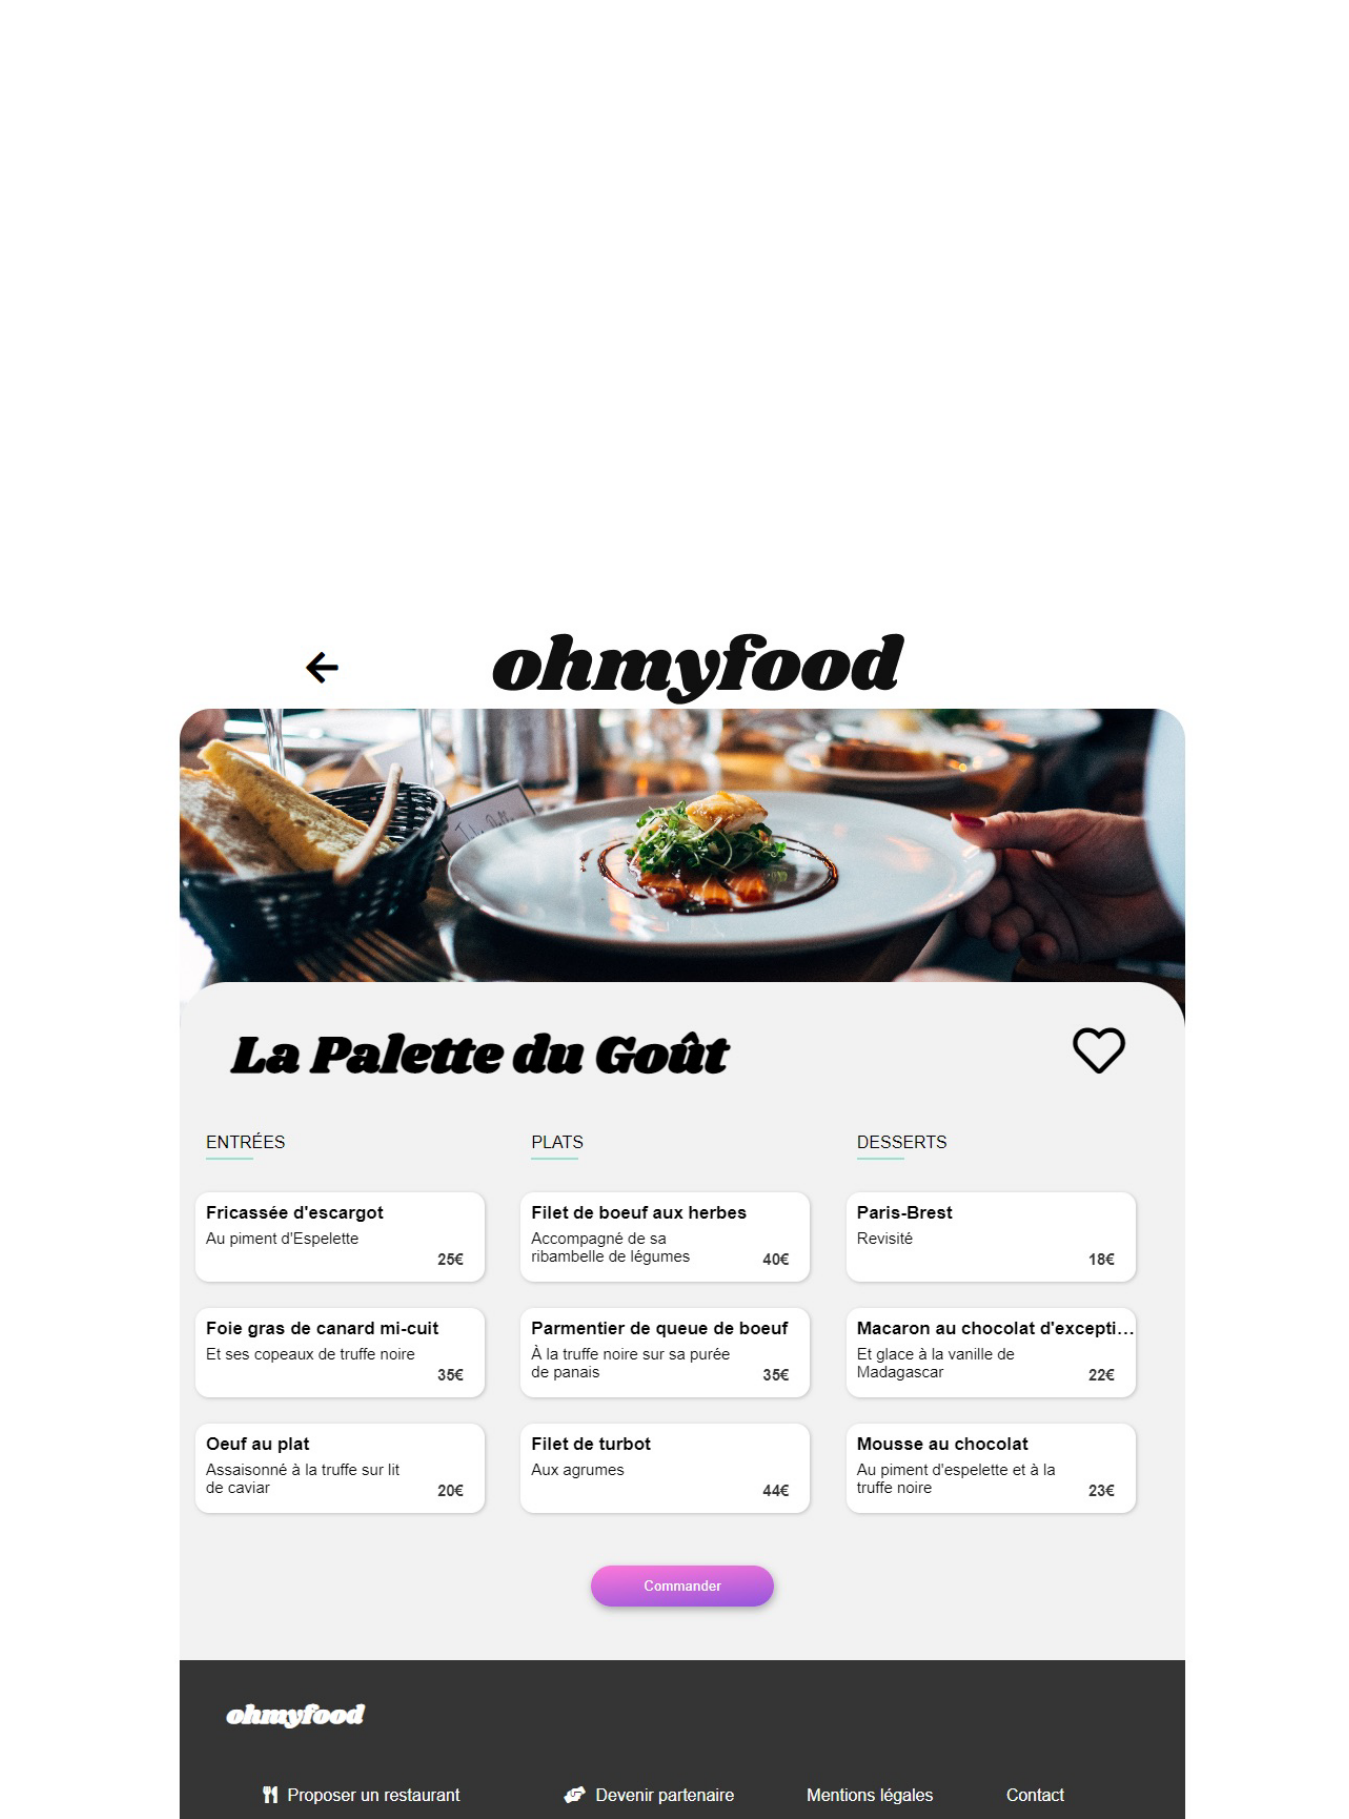 ohmyfood
La Palette du Goût
ENTRÉES
Fricassée d'escargot
Au piment d'Espelette
25€
Foie gras de canard mi-cuit
Et ses copeaux de truffe noire
35€
Oeuf au plat
Assaisonné à la truffe sur lit
de caviar
20€
PLATS
Filet de boeuf aux herbes
Accompagné de sa
ribambelle de légumes
40€
Parmentier de queue de boeuf
À la truffe noire sur sa purée
de panais
35€
Filet de turbot
Aux agrumes
44€
DESSERTS
Paris-Brest
Revisité
18€
Macaron au chocolat d'excepti...
Et glace à la vanille de
Madagascar
22€
Mousse au chocolat
Au piment d'espelette et à la
truffe noire
23€
Commander
ohmyfood
Proposer un restaurant
Devenir partenaire
Mentions légales
Contact